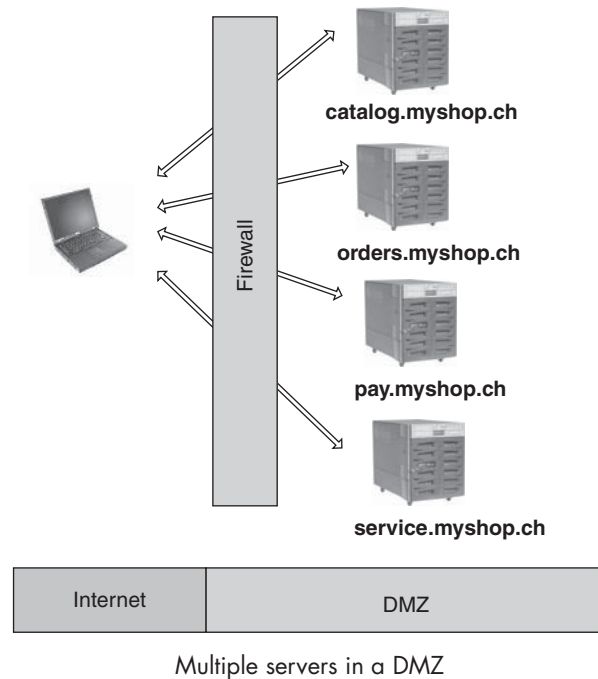 catalog.myshop.ch
orders.myshop.ch
Firewall
pay.myshop.ch
service.myshop.ch
Internet
DMZ
Multiple servers in a DMZ